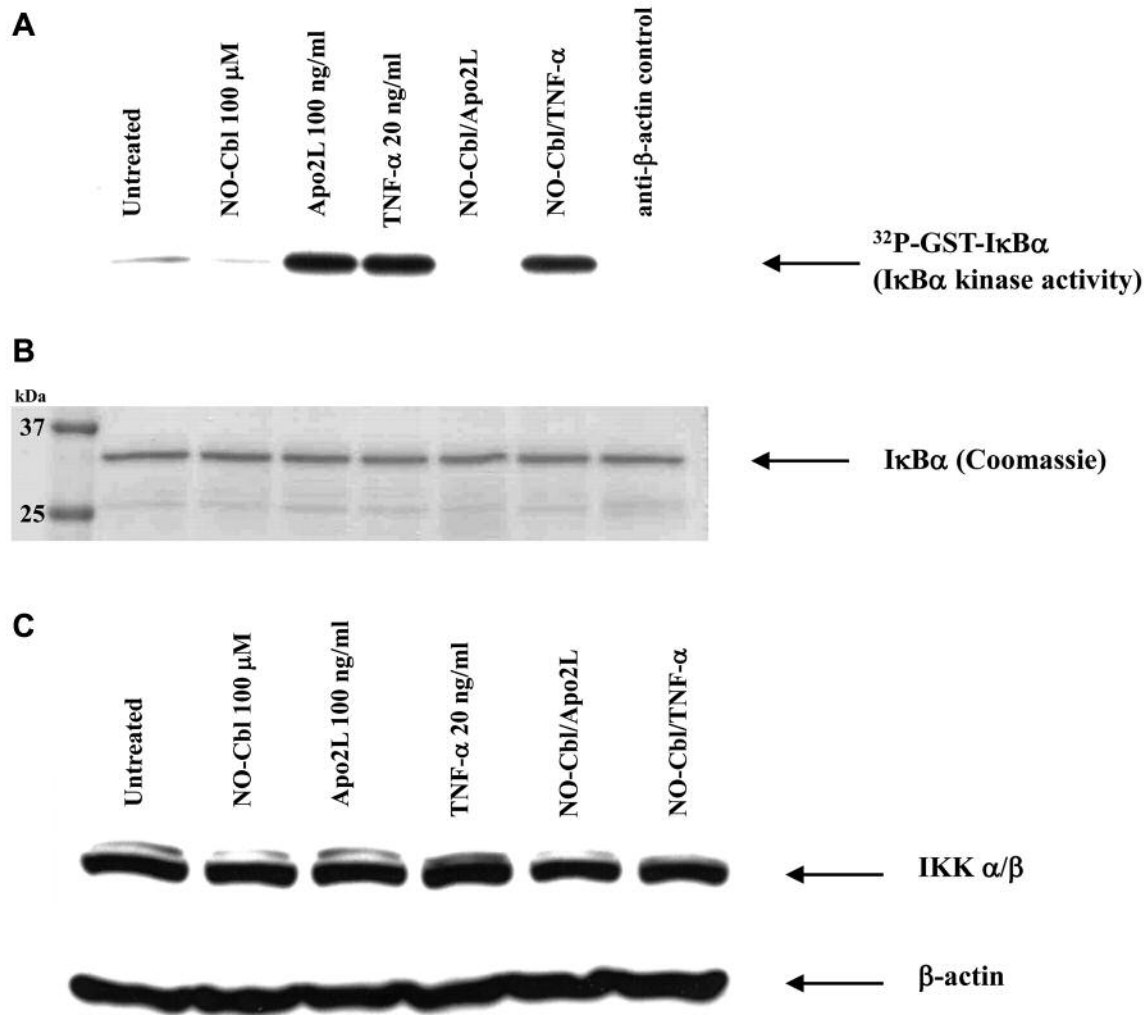 A
Untreated
NO-Cbl 100 μM
Apo2L 100 ng/ml
TNF-α 20 ng/ml
NO-Cbl/Apo2L
NO-Cbl/TNF-α
anti-β-actin control
³²P-GST-IκBα
(IκBα kinase activity)
B
kDa
37
25
IκBα (Coomassie)
C
Untreated
NO-Cbl 100 μM
Apo2L 100 ng/ml
TNF-α 20 ng/ml
NO-Cbl/Apo2L
NO-Cbl/TNF-α
IKK α/β
β-actin